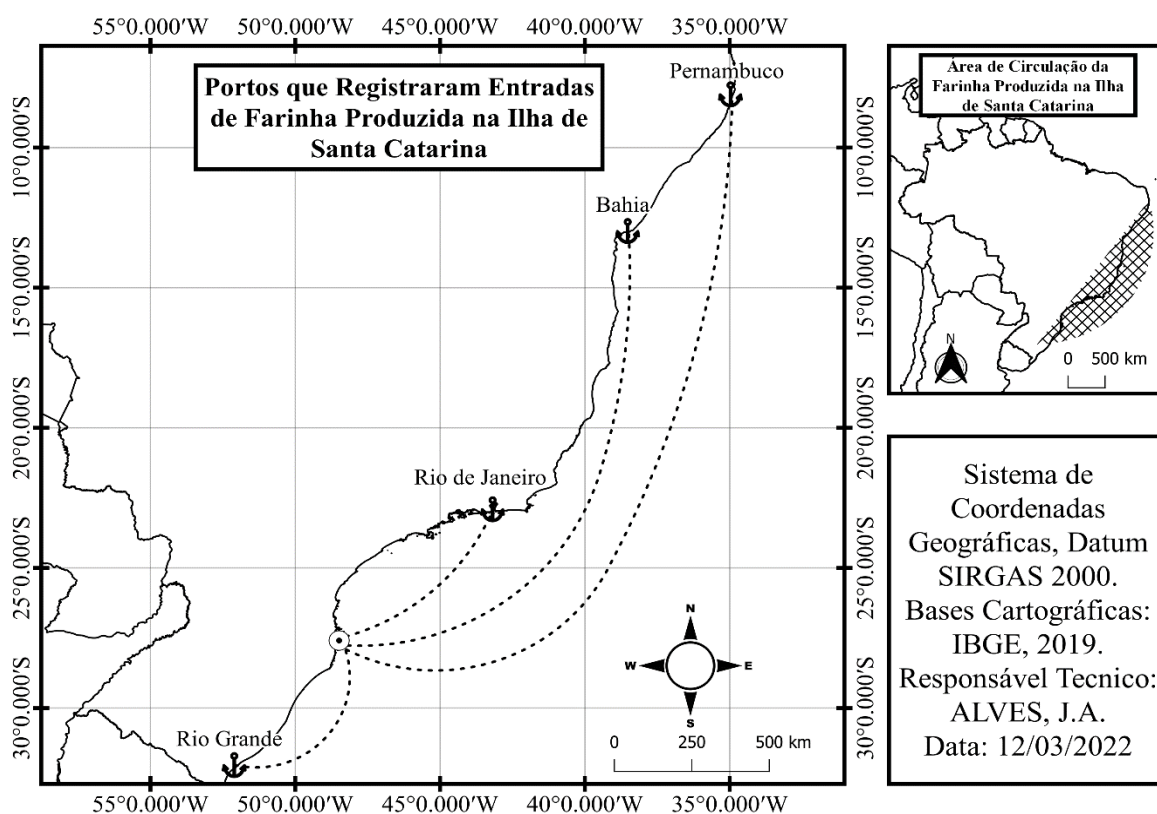 55°0.000'W 50°0.000'W 45°0.000'W 40°0.000'W 35°0.000'W
Portos que Registraram Entradas
de Farinha Produzida na Ilha de
Santa Catarina
Pernambuco
Bahia
Rio de Janeiro
Rio Grande
10°0.000'S
15°0.000'S
20°0.000'S
25°0.000'S
30°0.000'S
10°0.000'S
15°0.000'S
20°0.000'S
25°0.000'S
30°0.000'S
N
W E
S
0 250 500 km
55°0.000'W 50°0.000'W 45°0.000'W 40°0.000'W 35°0.000'W
Área de Circulação da
Farinha Produzida na Ilha
de Santa Catarina
N
0 500 km
Sistema de
Coordenadas
Geográficas, Datum
SIRGAS 2000.
Bases Cartográficas:
IBGE, 2019.
Responsável Tecnico:
ALVES, J.A.
Data: 12/03/2022